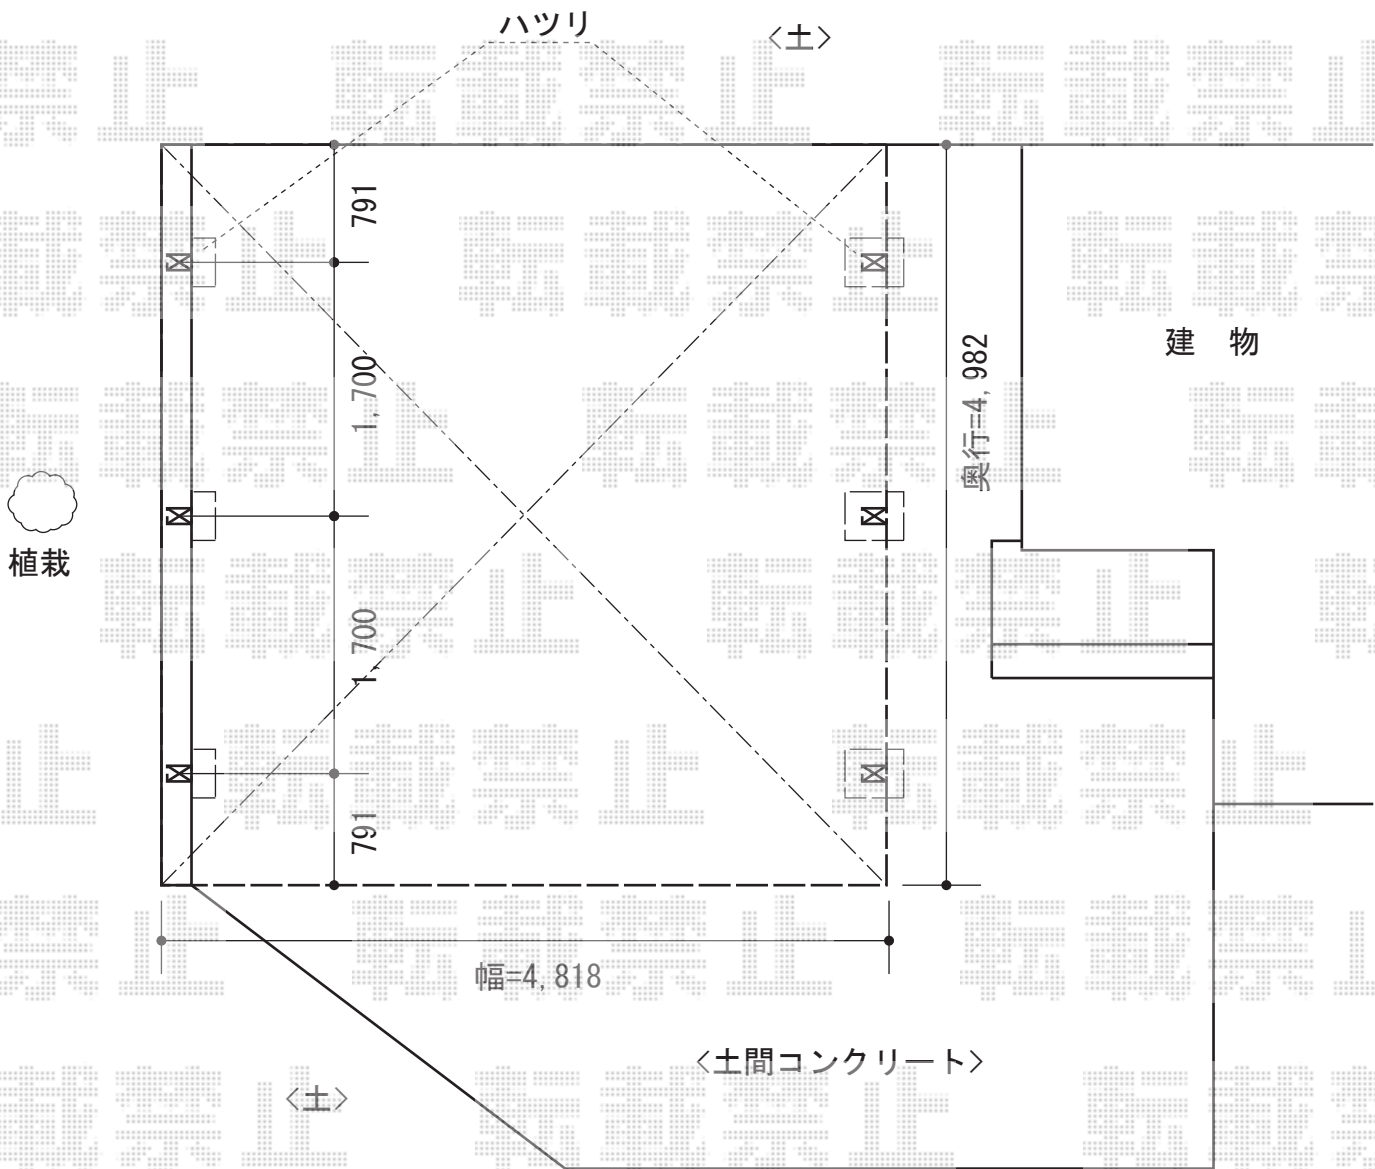 ハツリ
〈土〉
791
1,700
1,700
791
奥行=4,982
建 物
植栽
幅=4,818
〈土間コンクリート〉
〈土〉
転載禁止